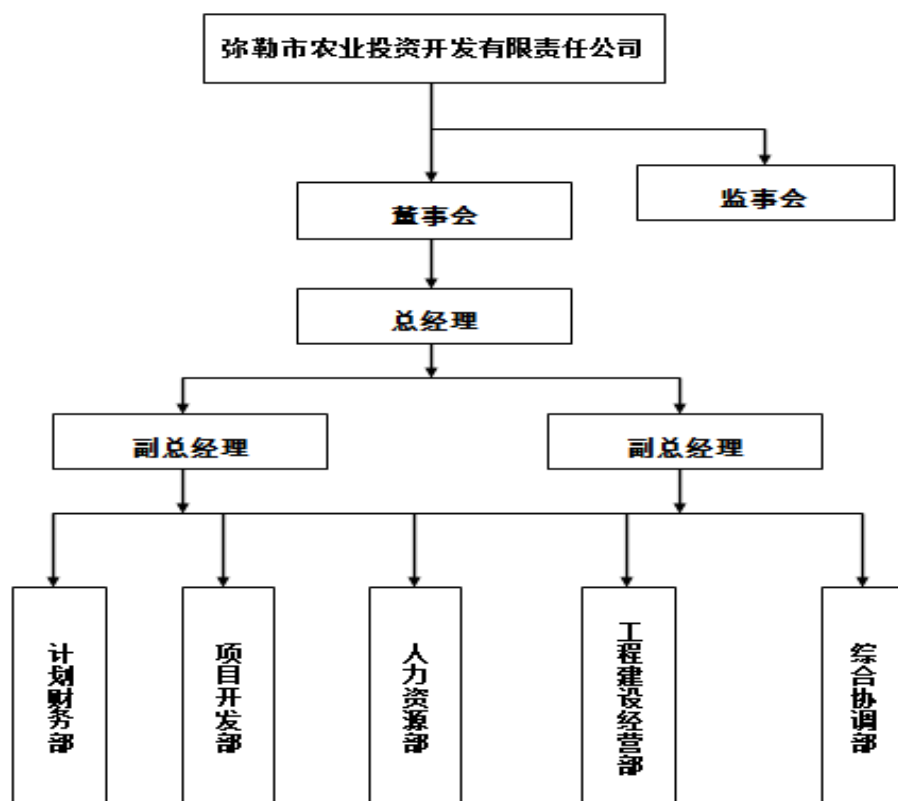 弥勒市农业投资开发有限责任公司
监事会
董事会
总经理
副总经理
副总经理
计划财务部
项目开发部
人力资源部
工程建设经营部
综合协调部